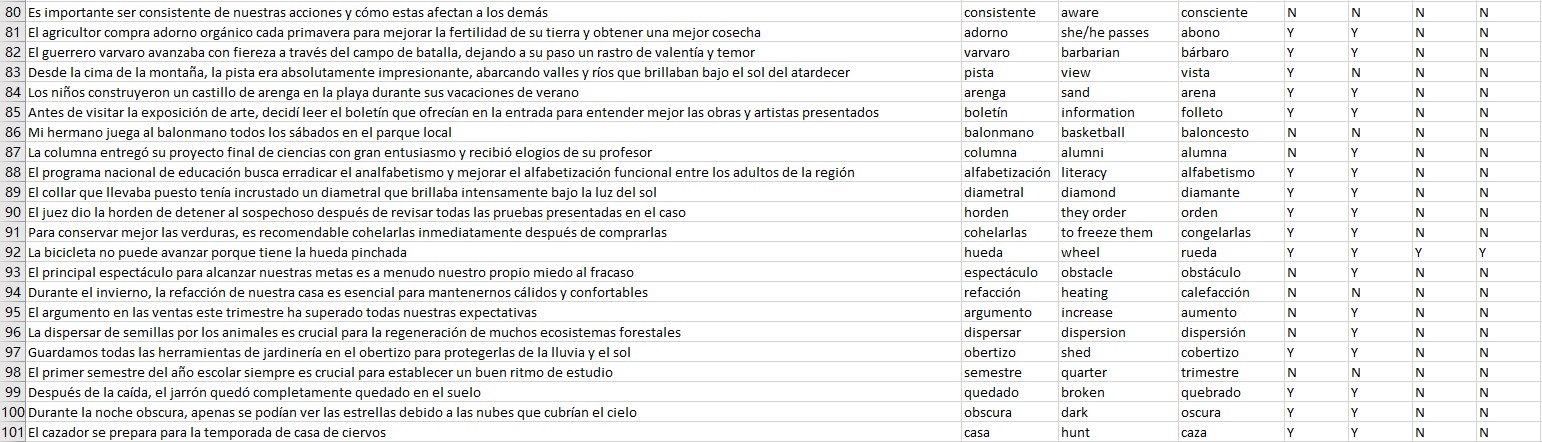 80 Es importante ser consistente de nuestras acciones y cómo estas afectan a los demás consistente aware consciente N N N N
81 El agricultor compra adorno orgánico cada primavera para mejorar la fertilidad de su tierra y obtener una mejor cosecha adorno she/he passes abono Y Y N N
82 El guerrero varvaro avanzaba con fiereza a través del campo de batalla, dejando a su paso un rastro de valentía y temor varvaro barbarian bárbaro Y Y N N
83 Desde la cima de la montaña, la pista era absolutamente impresionante, abarcando valles y ríos que brillaban bajo el sol del atardecer pista view vista Y N N N
84 Los niños construyeron un castillo de arenga en la playa durante sus vacaciones de verano arenga sand arena Y Y N N
85 Antes de visitar la exposición de arte, decidí leer el boletín que ofrecían en la entrada para entender mejor las obras y artistas presentados boletín information folleto Y Y N N
86 Mi hermano juega al balonmano todos los sábados en el parque local balonmano basketball baloncesto N N N N
87 La columna entregó su proyecto final de ciencias con gran entusiasmo y recibió elogios de su profesor columna alumni alumna N Y N N
88 El programa nacional de educación busca erradicar el analfabetismo y mejorar el alfabetización funcional entre los adultos de la región alfabetización literacy alfabetismo Y Y N N
89 El collar que llevaba puesto tenía incrustado un diametral que brillaba intensamente bajo la luz del sol diametral diamond diamante Y Y N N
90 El juez dio la horden de detener al sospechoso después de revisar todas las pruebas presentadas en el caso horden they order orden Y Y N N
91 Para conservar mejor las verduras, es recomendable cohelarlas inmediatamente después de comprarlas cohelarlas to freeze them congelarlas Y Y N N
92 La bicicleta no puede avanzar porque tiene la hueda pinchada hueda wheel rueda Y Y Y Y
93 El principal espectáculo para alcanzar nuestras metas es a menudo nuestro propio miedo al fracaso espectáculo obstacle obstáculo N Y N N
94 Durante el invierno, la refacción de nuestra casa es esencial para mantenernos cálidos y confortables refacción heating calefacción N N N N
95 El argumento en las ventas este trimestre ha superado todas nuestras expectativas argumento increase aumento N Y N N
96 La dispersar de semillas por los animales es crucial para la regeneración de muchos ecosistemas forestales dispersar dispersion dispersión N Y N N
97 Guardamos todas las herramientas de jardinería en el obertizo para protegerlas de la lluvia y el sol obertizo shed cobertizo Y Y N N
98 El primer semestre del año escolar siempre es crucial para establecer un buen ritmo de estudio semestre quarter trimestre N N N N
99 Después de la caída, el jarrón quedó completamente quedado en el suelo quedado broken quebrado Y Y N N
100 Durante la noche obscura, apenas se podían ver las estrellas debido a las nubes que cubrían el cielo obscura dark oscura Y Y N N
101 El cazador se prepara para la temporada de casa de ciervos casa hunt caza Y Y N N